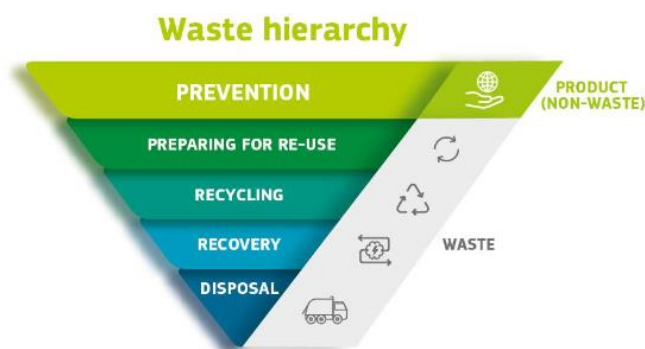 Waste hierarchy
PREVENTION
PRODUCT
(NON-WASTE)
PREPARING FOR RE-USE
RECYCLING
RECOVERY
WASTE
DISPOSAL